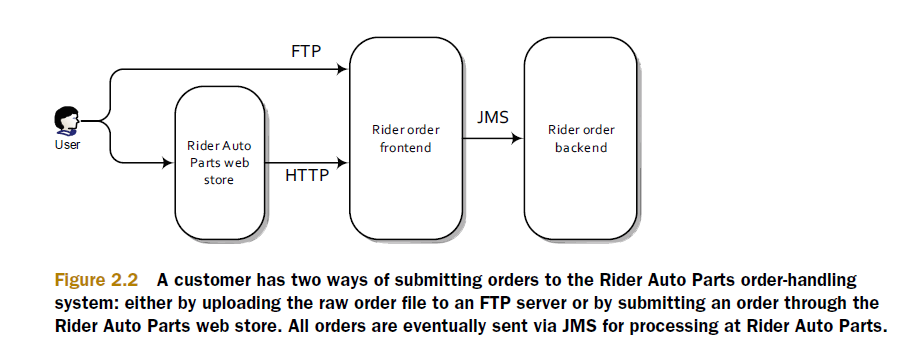 FTP
User
Rider Auto
Parts web
store
HTTP
Rider order
frontend
JMS
Rider order
backend
Figure 2.2 A customer has two ways of submitting orders to the Rider Auto Parts order-handling
system: either by uploading the raw order file to an FTP server or by submitting an order through the
Rider Auto Parts web store. All orders are eventually sent via JMS for processing at Rider Auto Parts.